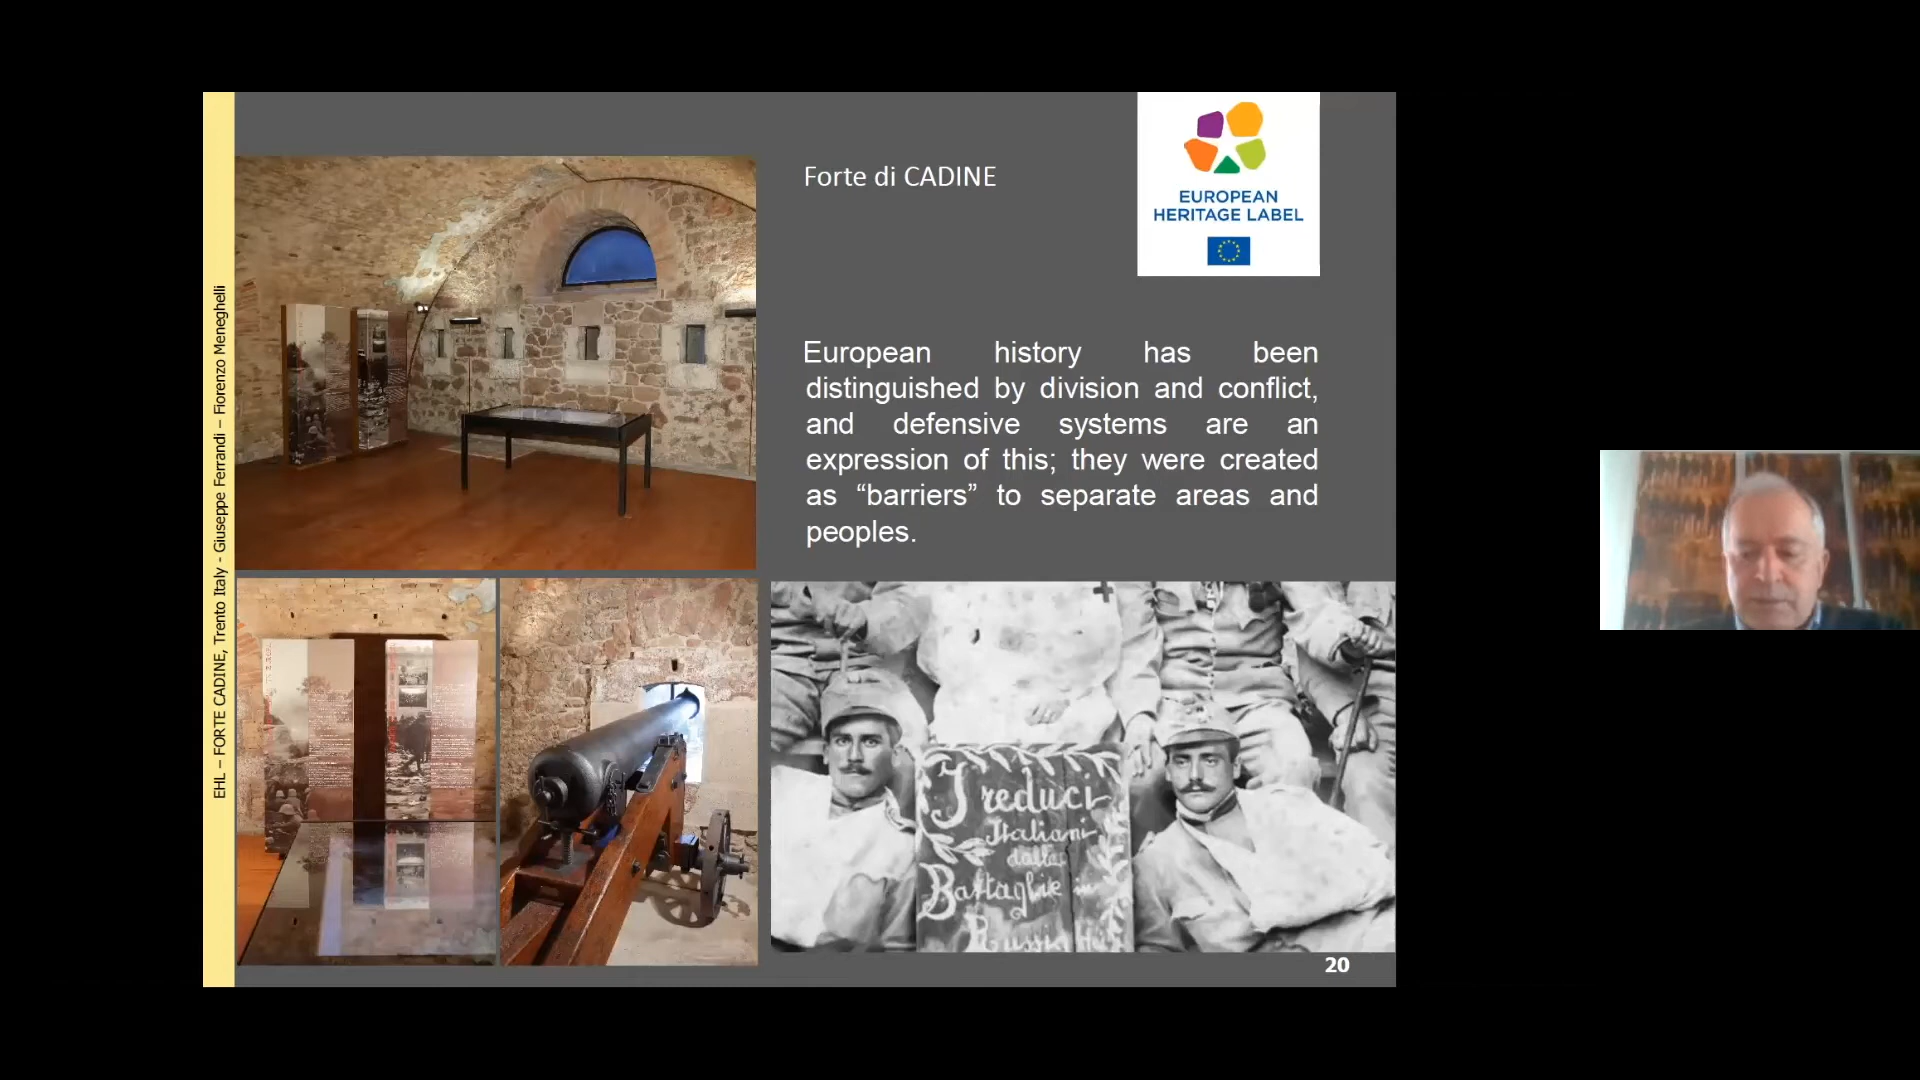 EHL – FORTE CADINE, Trento Italy - Giuseppe Ferrandi – Fiorenzo Meneghelli
Forte di CADINE
EUROPEAN
HERITAGE LABEL
European history has been
distinguished by division and conflict,
and defensive systems are an
expression of this; they were created
as “barriers” to separate areas and
peoples.
I reduci
Italiani
dalle
Battaglie in
Russia
20